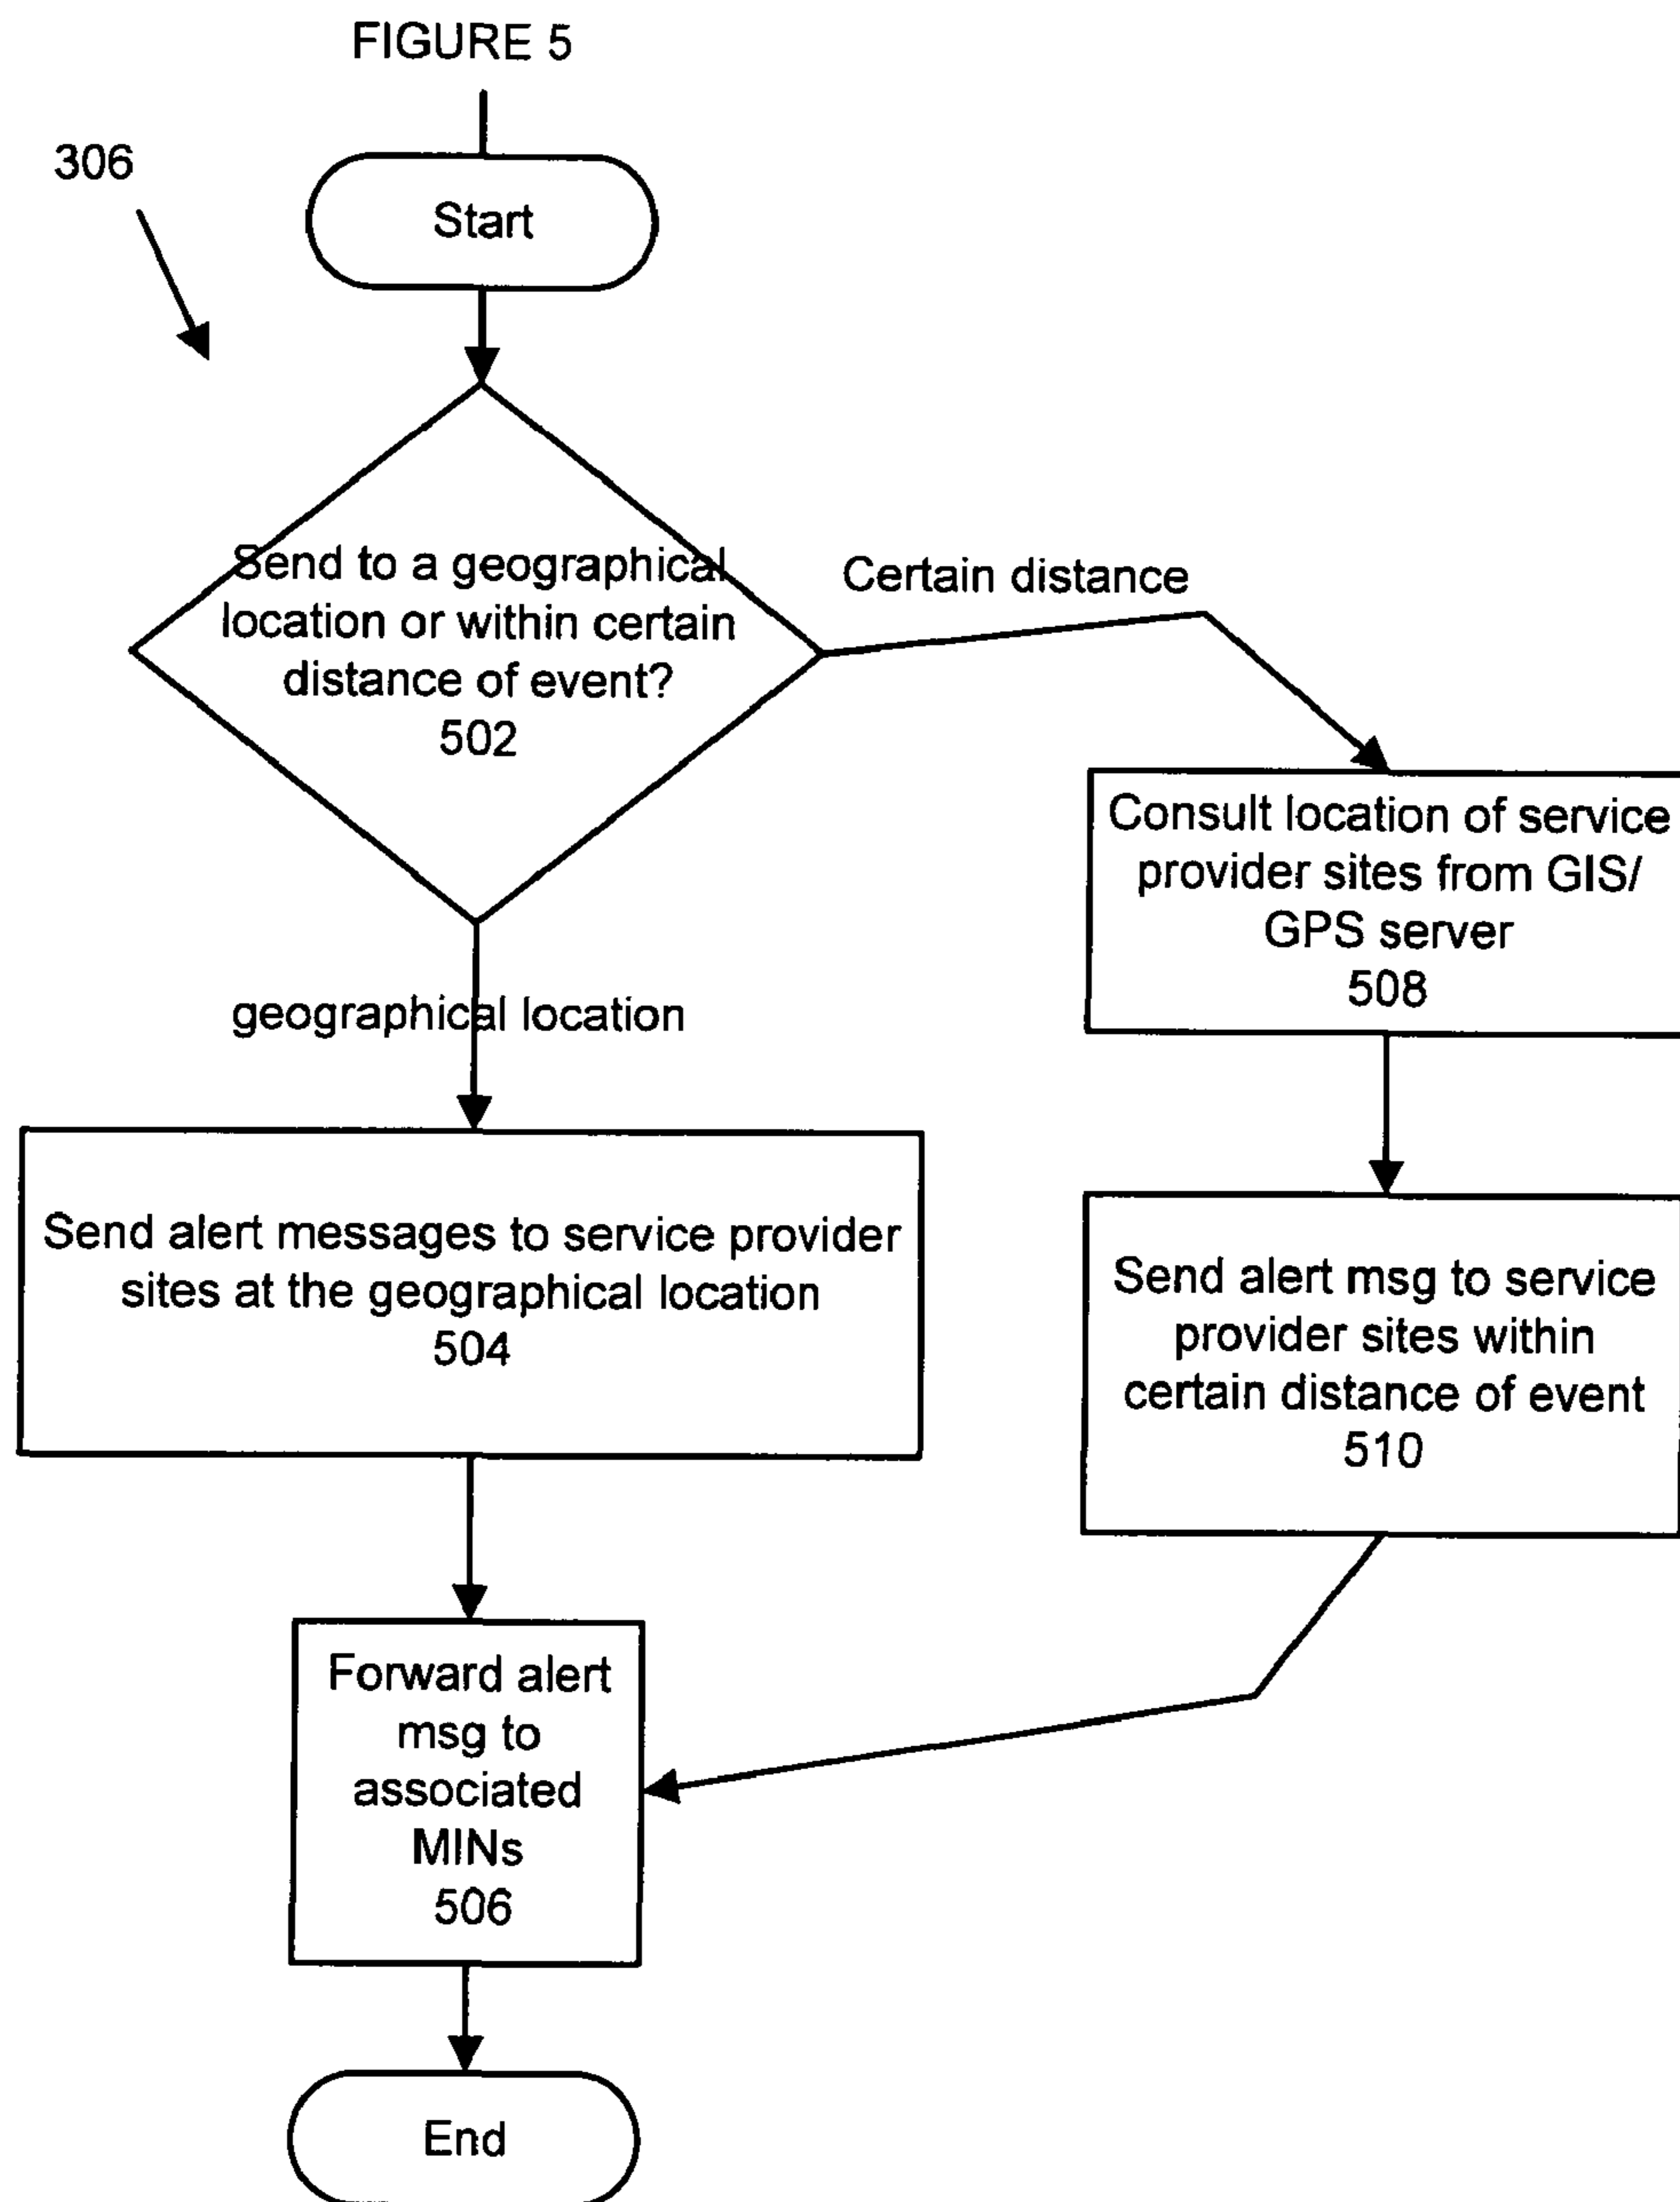 FIGURE 5
306
Start
Send to a geographical
location or within certain
distance of event?
502
Certain distance
Consult location of service
provider sites from GIS/
GPS server
508
geographical location
Send alert messages to service provider
sites at the geographical location
504
Send alert msg to service
provider sites within
certain distance of event
510
Forward alert
msg to
associated
MINs
506
End